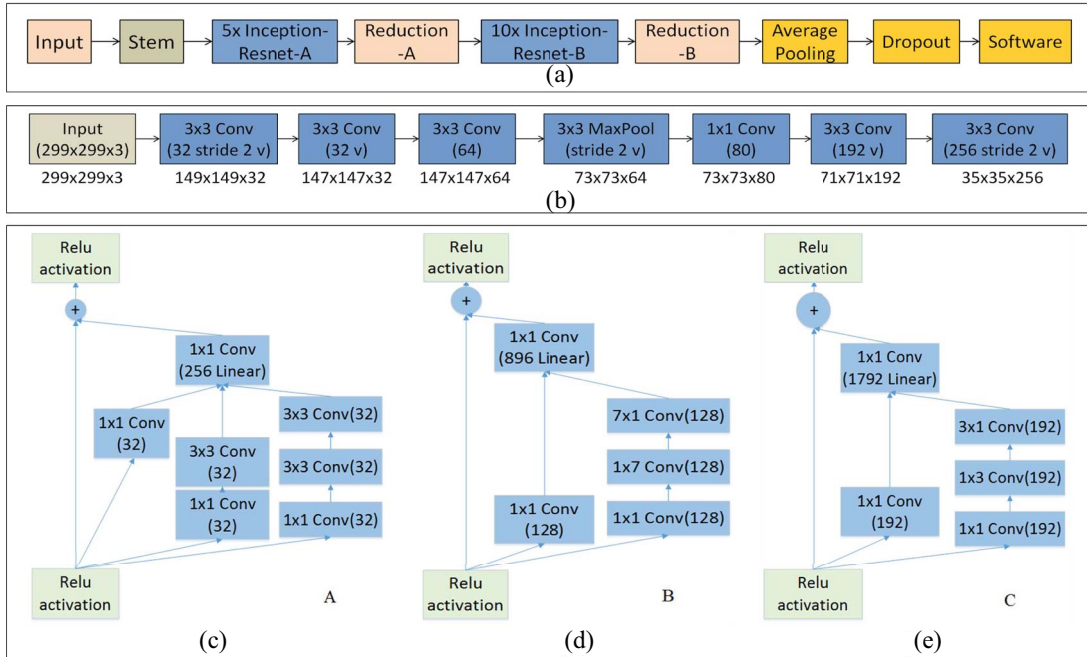 Input
Stem
5x Inception-
Resnet-A
Reduction
-A
10x Inception-
Resnet-B
Reduction
-B
Average
Pooling
Dropout
Software
(a)
Input
(299x299x3)
3x3 Conv
(32 stride 2 v)
3x3 Conv
(32 v)
3x3 Conv
(64)
3x3 MaxPool
(stride 2 v)
1x1 Conv
(80)
3x3 Conv
(192 v)
3x3 Conv
(256 stride 2 v)
299x299x3
149x149x32
147x147x32
147x147x64
73x73x64
73x73x80
71x71x192
35x35x256
(b)
Relu
activation
+
1x1 Conv
(256 Linear)
1x1 Conv
(32)
3x3 Conv
(32)
1x1 Conv
(32)
3x3 Conv(32)
3x3 Conv(32)
1x1 Conv(32)
Relu
activation
A
(c)
Relu
activation
+
1x1 Conv
(896 Linear)
7x1 Conv(128)
1x7 Conv(128)
1x1 Conv
(128)
1x1 Conv(128)
Relu
activation
B
(d)
Relu
activation
+
1x1 Conv
(1792 Linear)
3x1 Conv(192)
1x3 Conv(192)
1x1 Conv
(192)
1x1 Conv(192)
Relu
activation
C
(e)